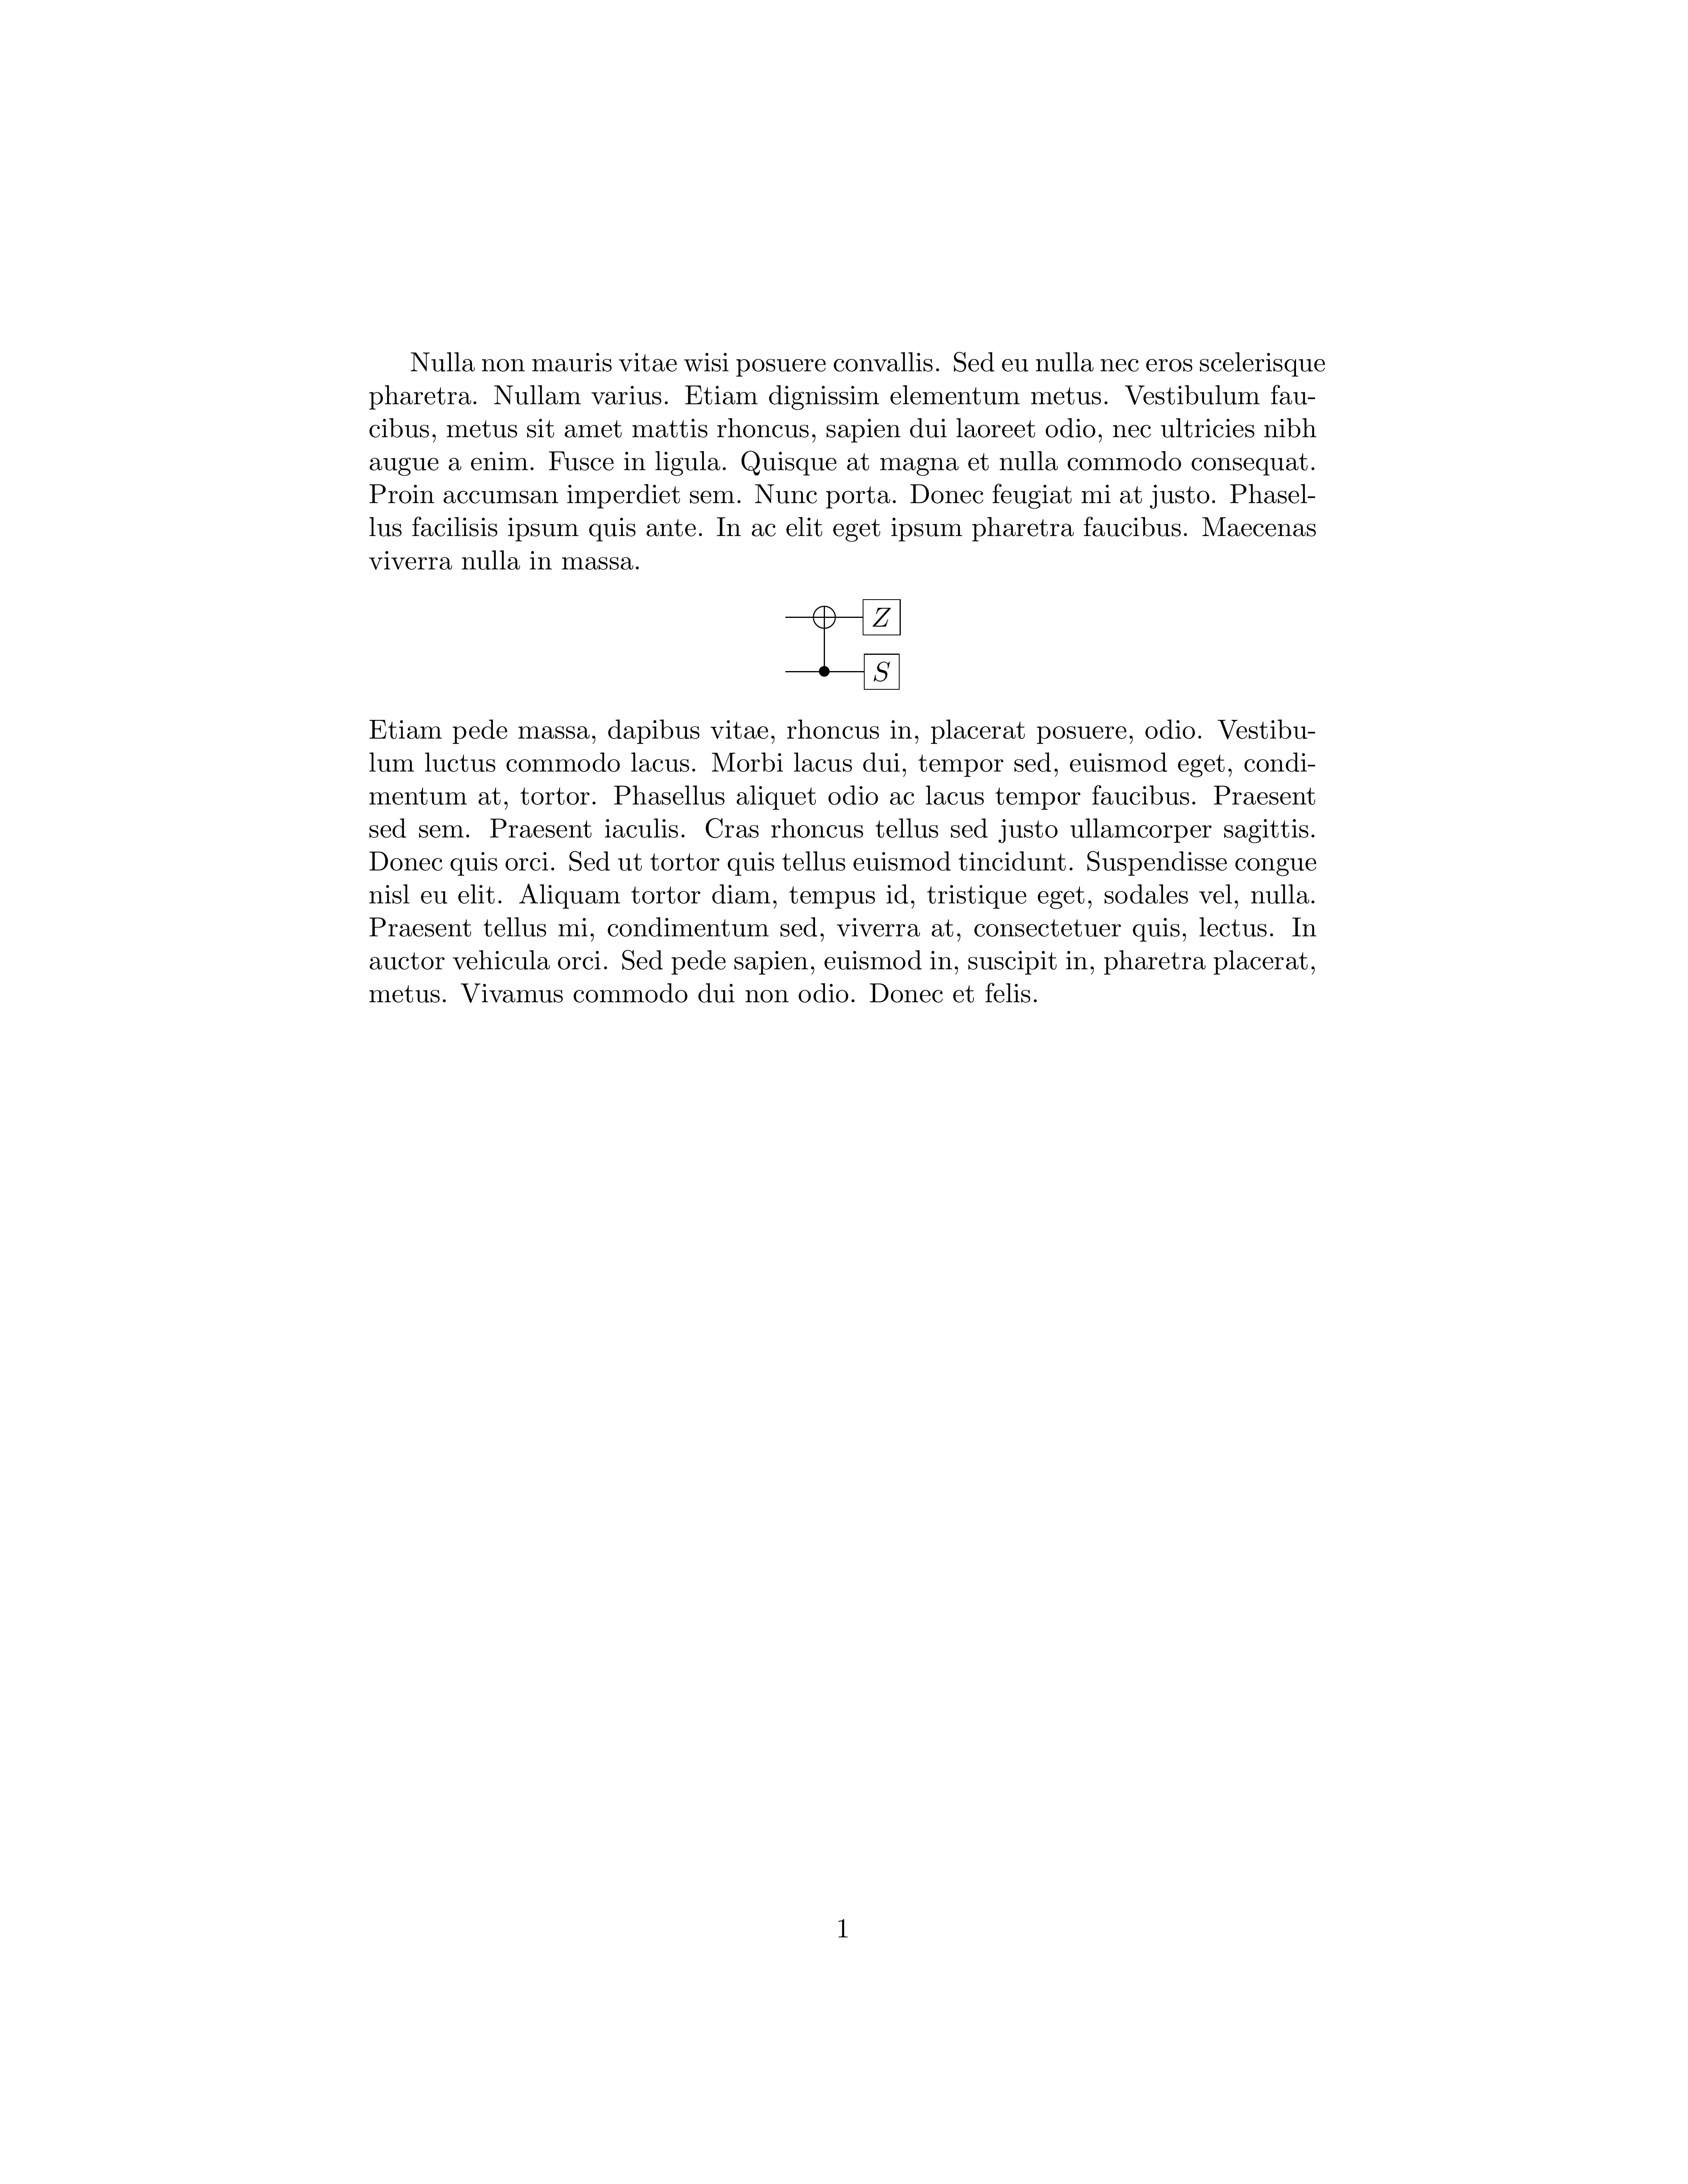 Nulla non mauris vitae wisi posuere convallis. Sed eu nulla nec eros scelerisque
pharetra. Nullam varius. Etiam dignissim elementum metus. Vestibulum fau-
cibus, metus sit amet mattis rhoncus, sapien dui laoreet odio, nec ultricies nibh
augue a enim. Fusce in ligula. Quisque at magna et nulla commodo consequat.
Proin accumsan imperdiet sem. Nunc porta. Donec feugiat mi at justo. Phasel-
lus facilisis ipsum quis ante. In ac elit eget ipsum pharetra faucibus. Maecenas
viverra nulla in massa.
Z
S
Etiam pede massa, dapibus vitae, rhoncus in, placerat posuere, odio. Vestibu-
lum luctus commodo lacus. Morbi lacus dui, tempor sed, euismod eget, condi-
mentum at, tortor. Phasellus aliquet odio ac lacus tempor faucibus. Praesent
sed sem. Praesent iaculis. Cras rhoncus tellus sed justo ullamcorper sagittis.
Donec quis orci. Sed ut tortor quis tellus euismod tincidunt. Suspendisse congue
nisl eu elit. Aliquam tortor diam, tempus id, tristique eget, sodales vel, nulla.
Praesent tellus mi, condimentum sed, viverra at, consectetuer quis, lectus. In
auctor vehicula orci. Sed pede sapien, euismod in, suscipit in, pharetra placerat,
metus. Vivamus commodo dui non odio. Donec et felis.
1